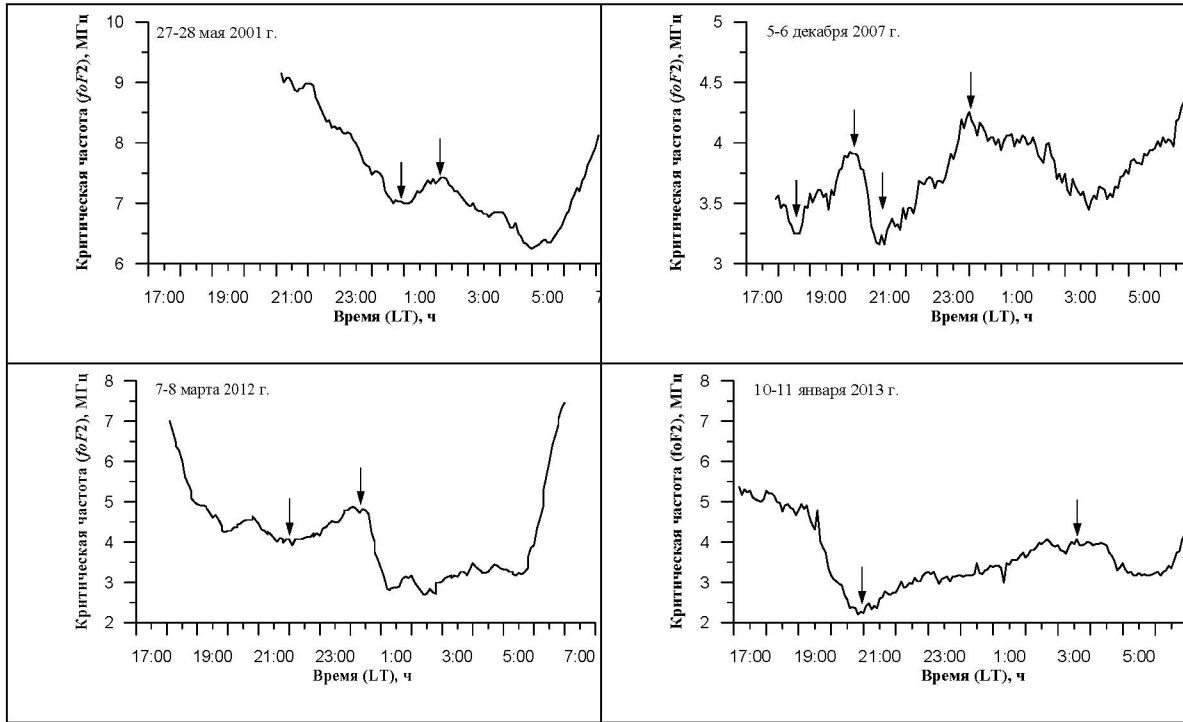 27-28 мая 2001 г.
Критическая частота (foF2), МГц
10
9
8
7
6
17:00 19:00 21:00 23:00 1:00 3:00 5:00
Время (LT), ч
5-6 декабря 2007 г.
Критическая частота (foF2), МГц
5
4.5
4
3.5
3
17:00 19:00 21:00 23:00 1:00 3:00 5:00
Время (LT), ч
7-8 марта 2012 г.
Критическая частота (foF2), МГц
8
7
6
5
4
3
2
17:00 19:00 21:00 23:00 1:00 3:00 5:00 7:00
Время (LT), ч
10-11 января 2013 г.
Критическая частота (foF2), МГц
8
7
6
5
4
3
2
17:00 19:00 21:00 23:00 1:00 3:00 5:00
Время (LT), ч